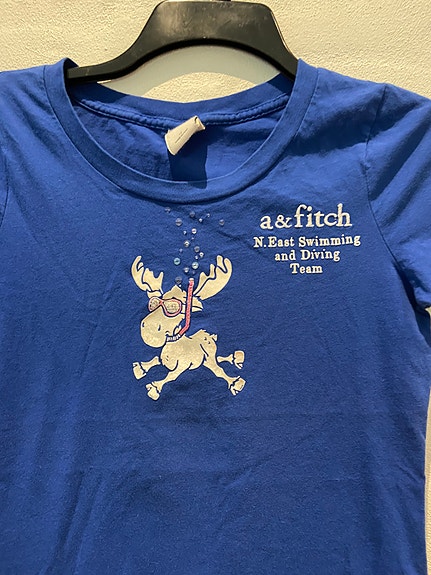 a&fitch
N. East Swimming
and Diving
Team